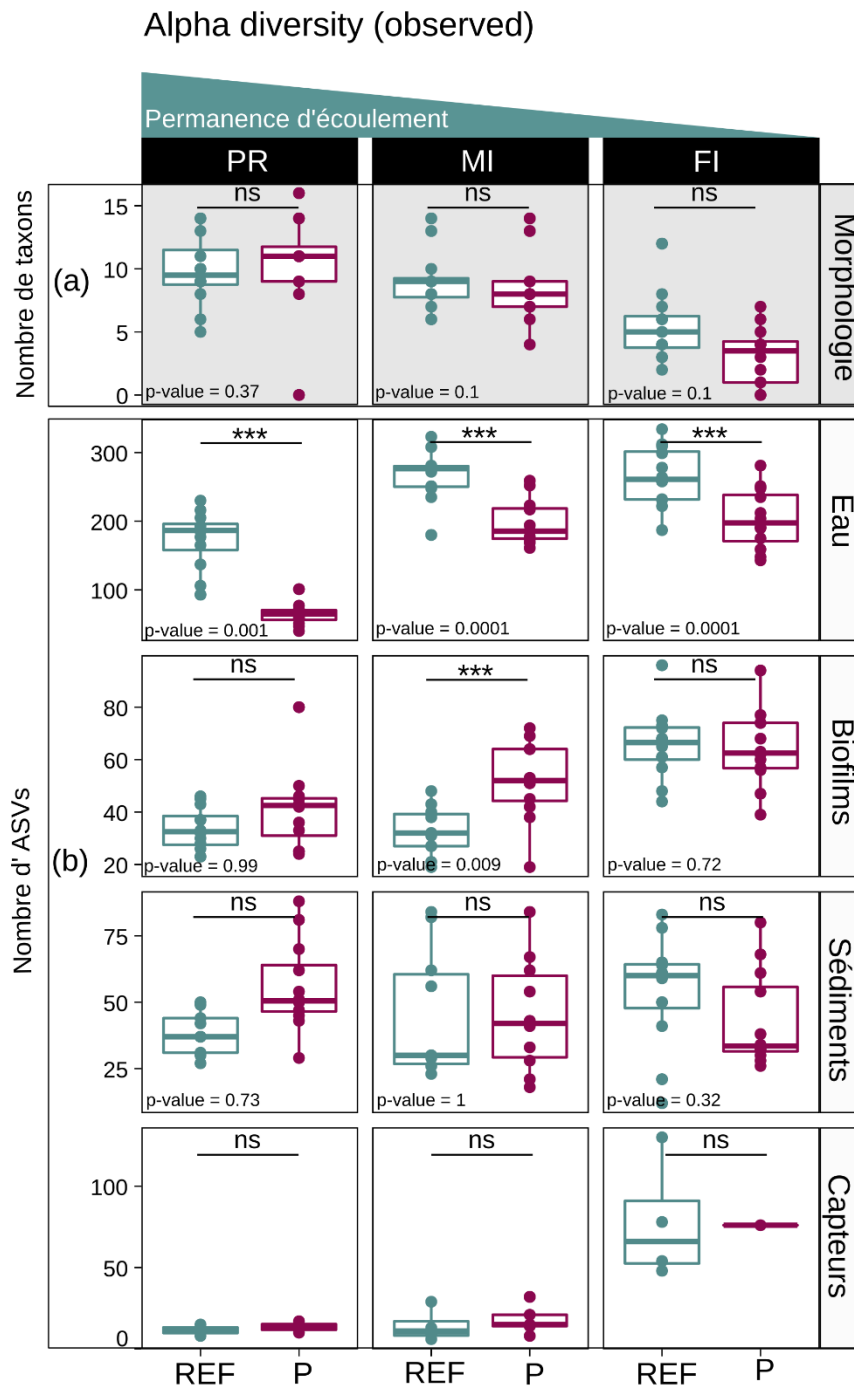 Alpha diversity (observed)
Permanence d'écoulement
PR MI FI
Nombre de taxons
(a)
15
10
5
0
ns ns ns
p-value = 0.37 p-value = 0.1 p-value = 0.1
Morphologie
Nombre d' ASVs
(b)
300
200
100
*** *** ***
p-value = 0.001 p-value = 0.0001 p-value = 0.0001
Eau
80
60
40
20
ns *** ns
p-value = 0.99 p-value = 0.009 p-value = 0.72
Biofilms
75
50
25
ns ns ns
p-value = 0.73 p-value = 1 p-value = 0.32
Sédiments
100
50
0
ns ns ns
Capteurs
REF P REF P REF P